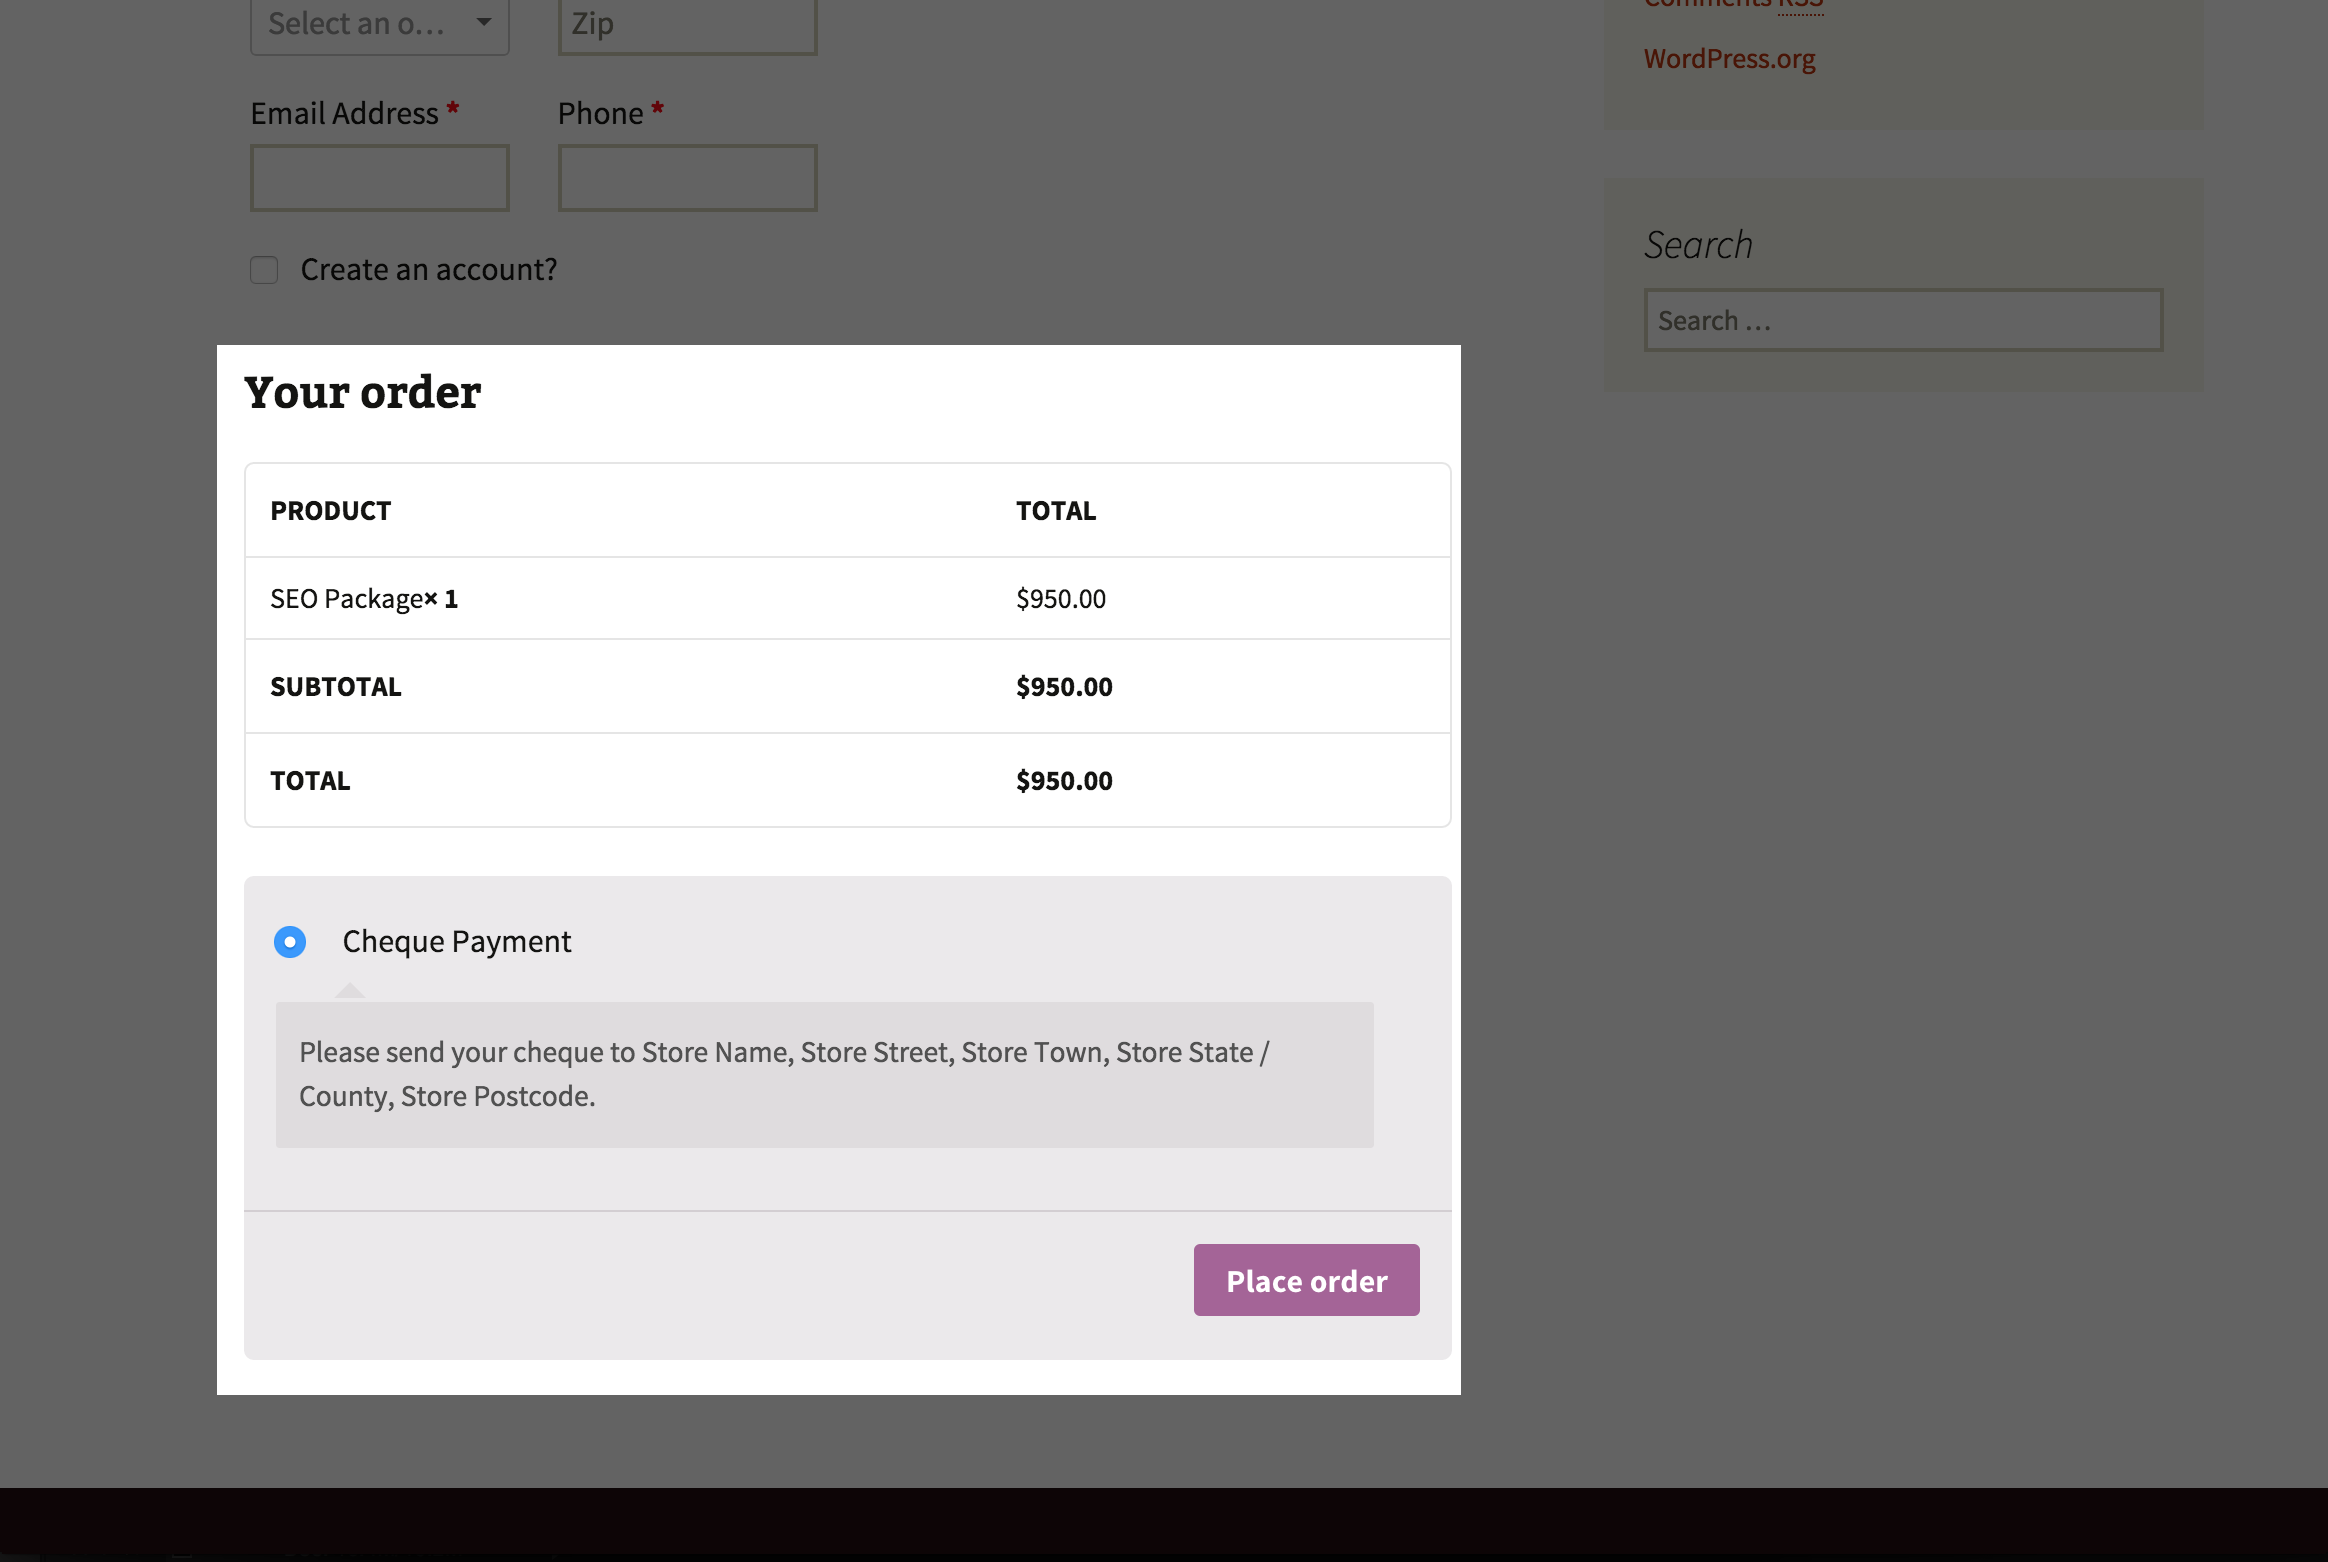 Select an o...
Zip
Comments RSS
WordPress.org
Email Address *
Phone *
Create an account?
Search
Search ...
Your order
PRODUCT TOTAL
SEO Package× 1 $950.00
SUBTOTAL $950.00
TOTAL $950.00
Cheque Payment
Please send your cheque to Store Name, Store Street, Store Town, Store State /
County, Store Postcode.
Place order